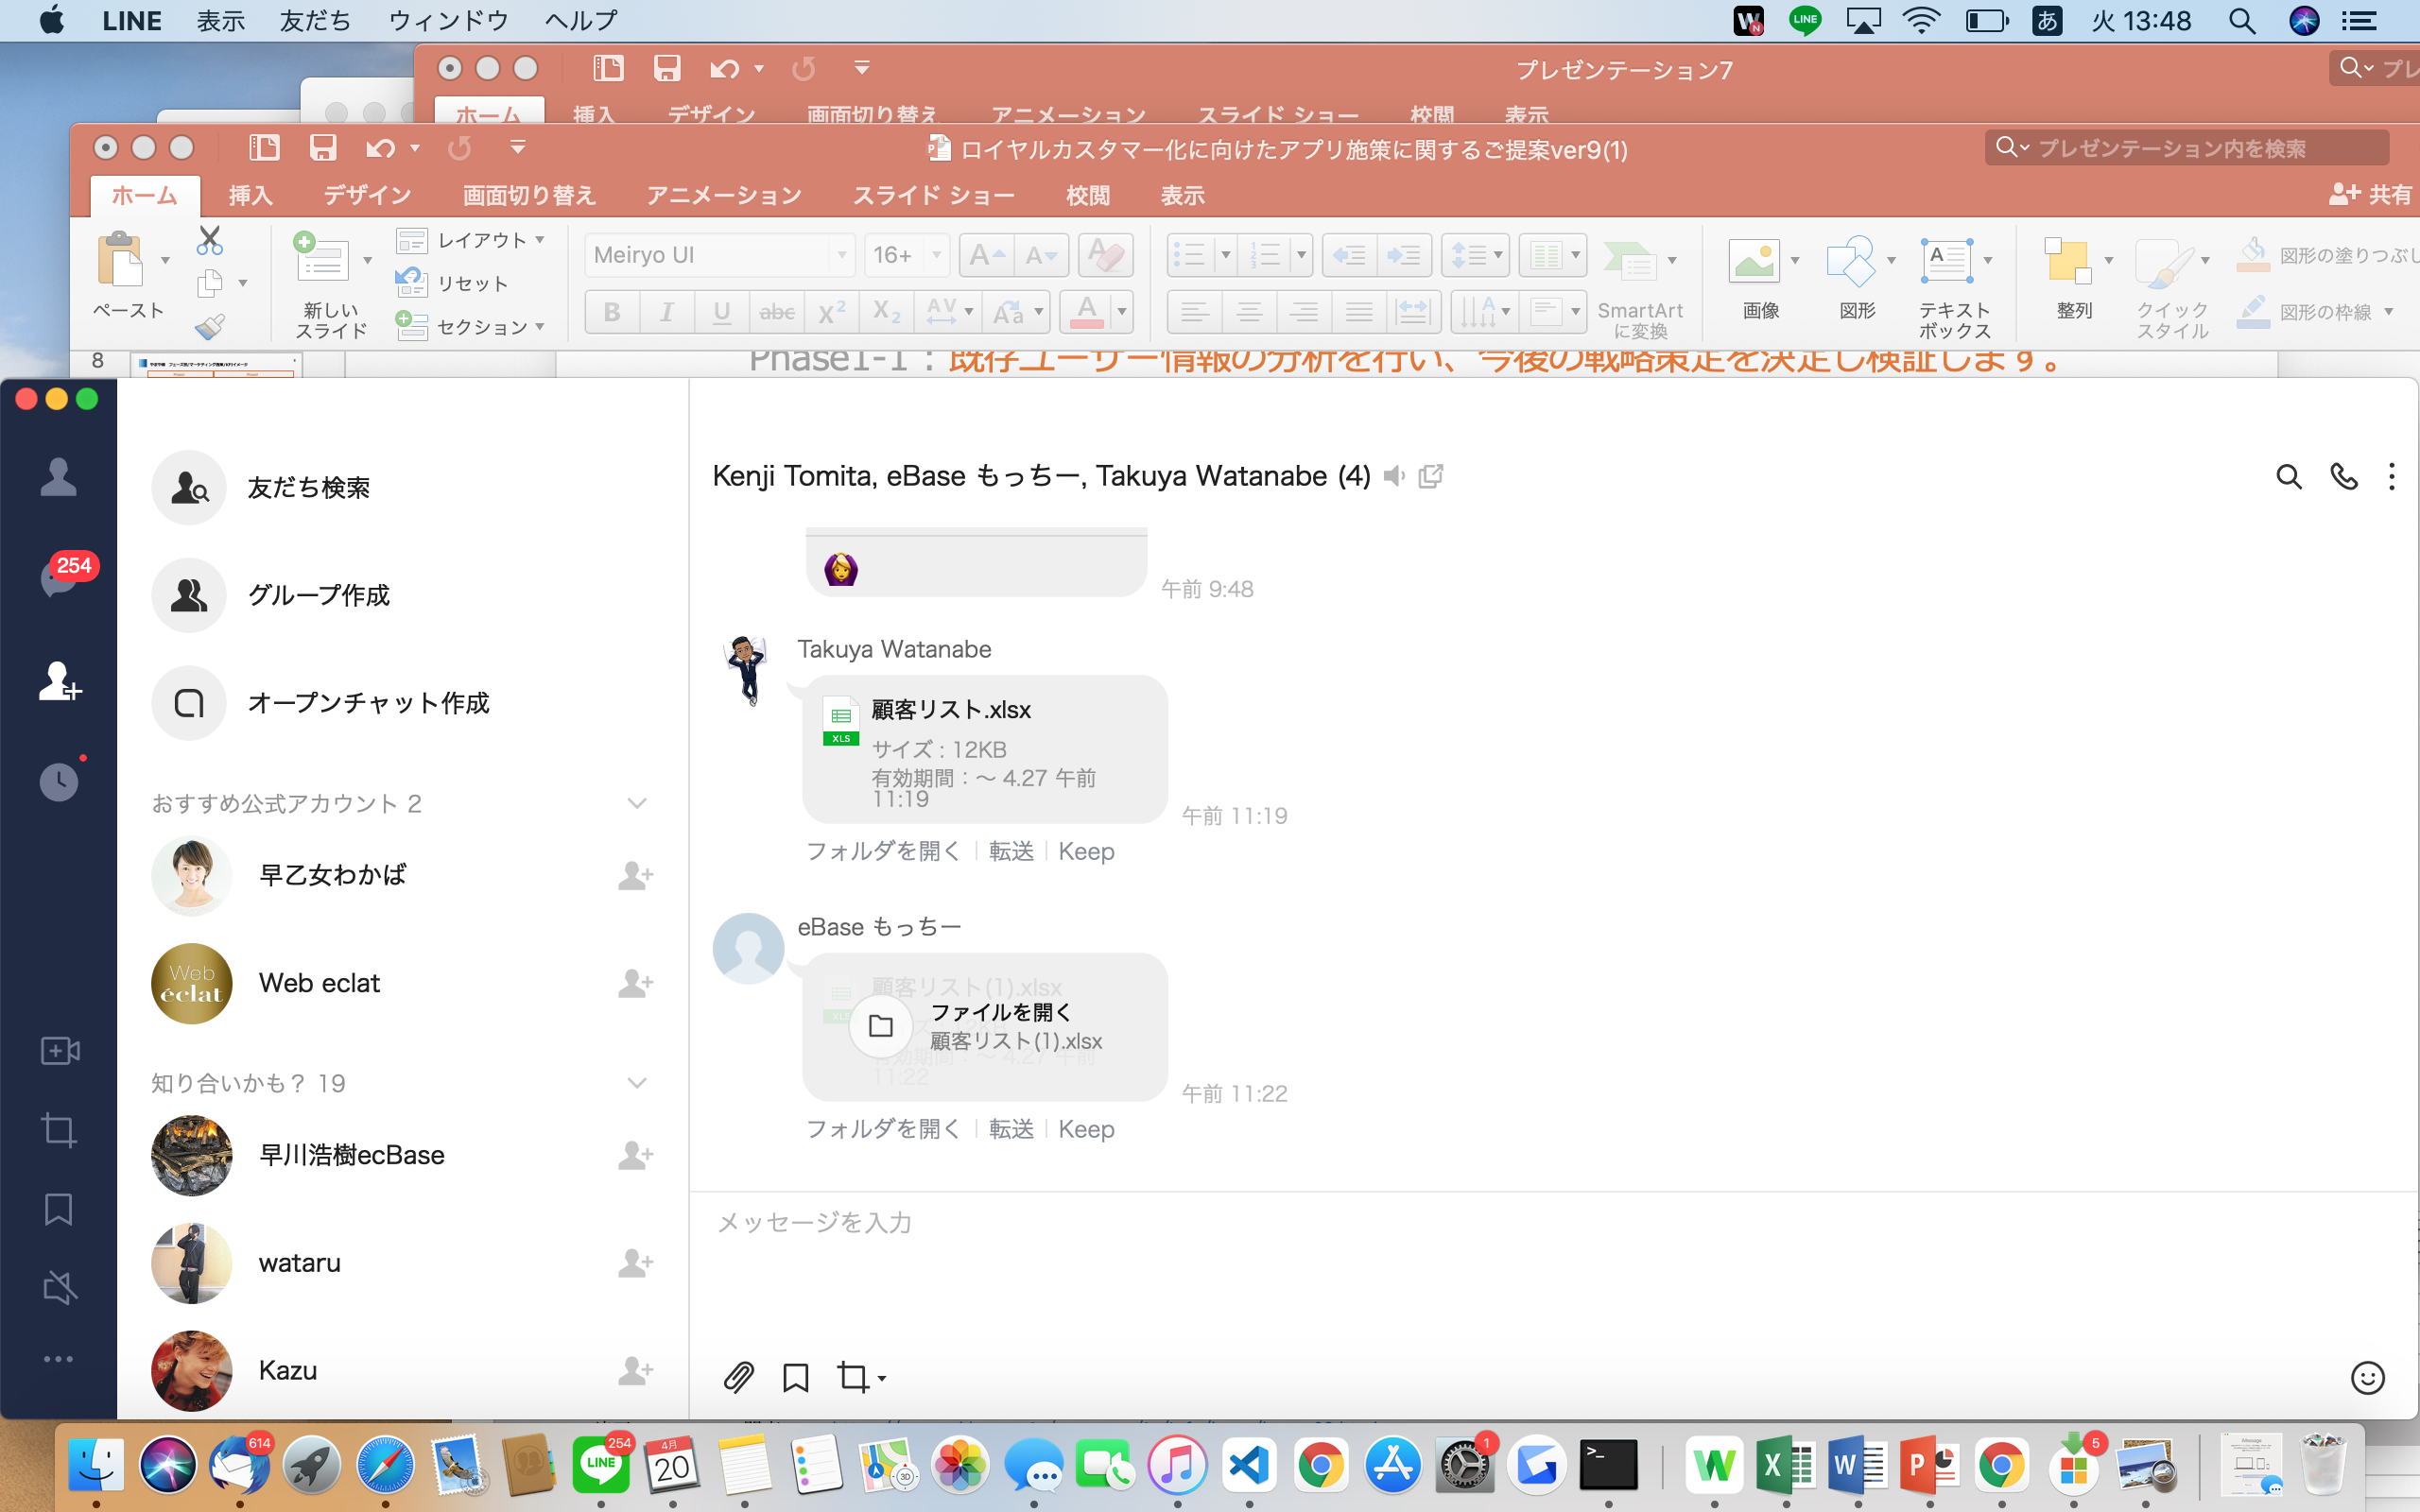 LINE 表示 友だち ウィンドウ ヘルプ
LINE あ 火 13:48
プレゼンテーション7
ホーム 挿入 デザイン 画面切り替え アニメーション スライド ショー 校閲 表示
ロイヤルカスタマー化に向けたアプリ施策に関するご提案ver9(1)
プレゼンテーション内を検索
ホーム 挿入 デザイン 画面切り替え アニメーション スライド ショー 校閲 表示
共有
ペースト
新しい
スライド
レイアウト
リセット
セクション
Meiryo UI 16+
SmartArt
に変換
画像
図形
テキスト
ボックス
整列
クイック
スタイル
図形の塗りつぶし
図形の枠線
8
Phase1-1：既存ユーザー情報の分析を行い、今後の戦略策定を決定し検証します。
254
友だち検索
グループ作成
オープンチャット作成
おすすめ公式アカウント 2
早乙女わかば
Web éclat
Web eclat
知り合いかも？ 19
早川浩樹ecBase
wataru
Kazu
Kenji Tomita, eBase もっちー, Takuya Watanabe (4)
午前 9:48
Takuya Watanabe
XLS
顧客リスト.xlsx
サイズ : 12KB
有効期間：～ 4.27 午前
11:19
午前 11:19
フォルダを開く 転送 Keep
eBase もっちー
顧客リスト(1).xlsx
ファイルを開く
顧客リスト(1).xlsx
有効期間：～ 4.27 午前
11:22
午前 11:22
フォルダを開く 転送 Keep
メッセージを入力
614
LINE
254
4月
20
3D
1
5